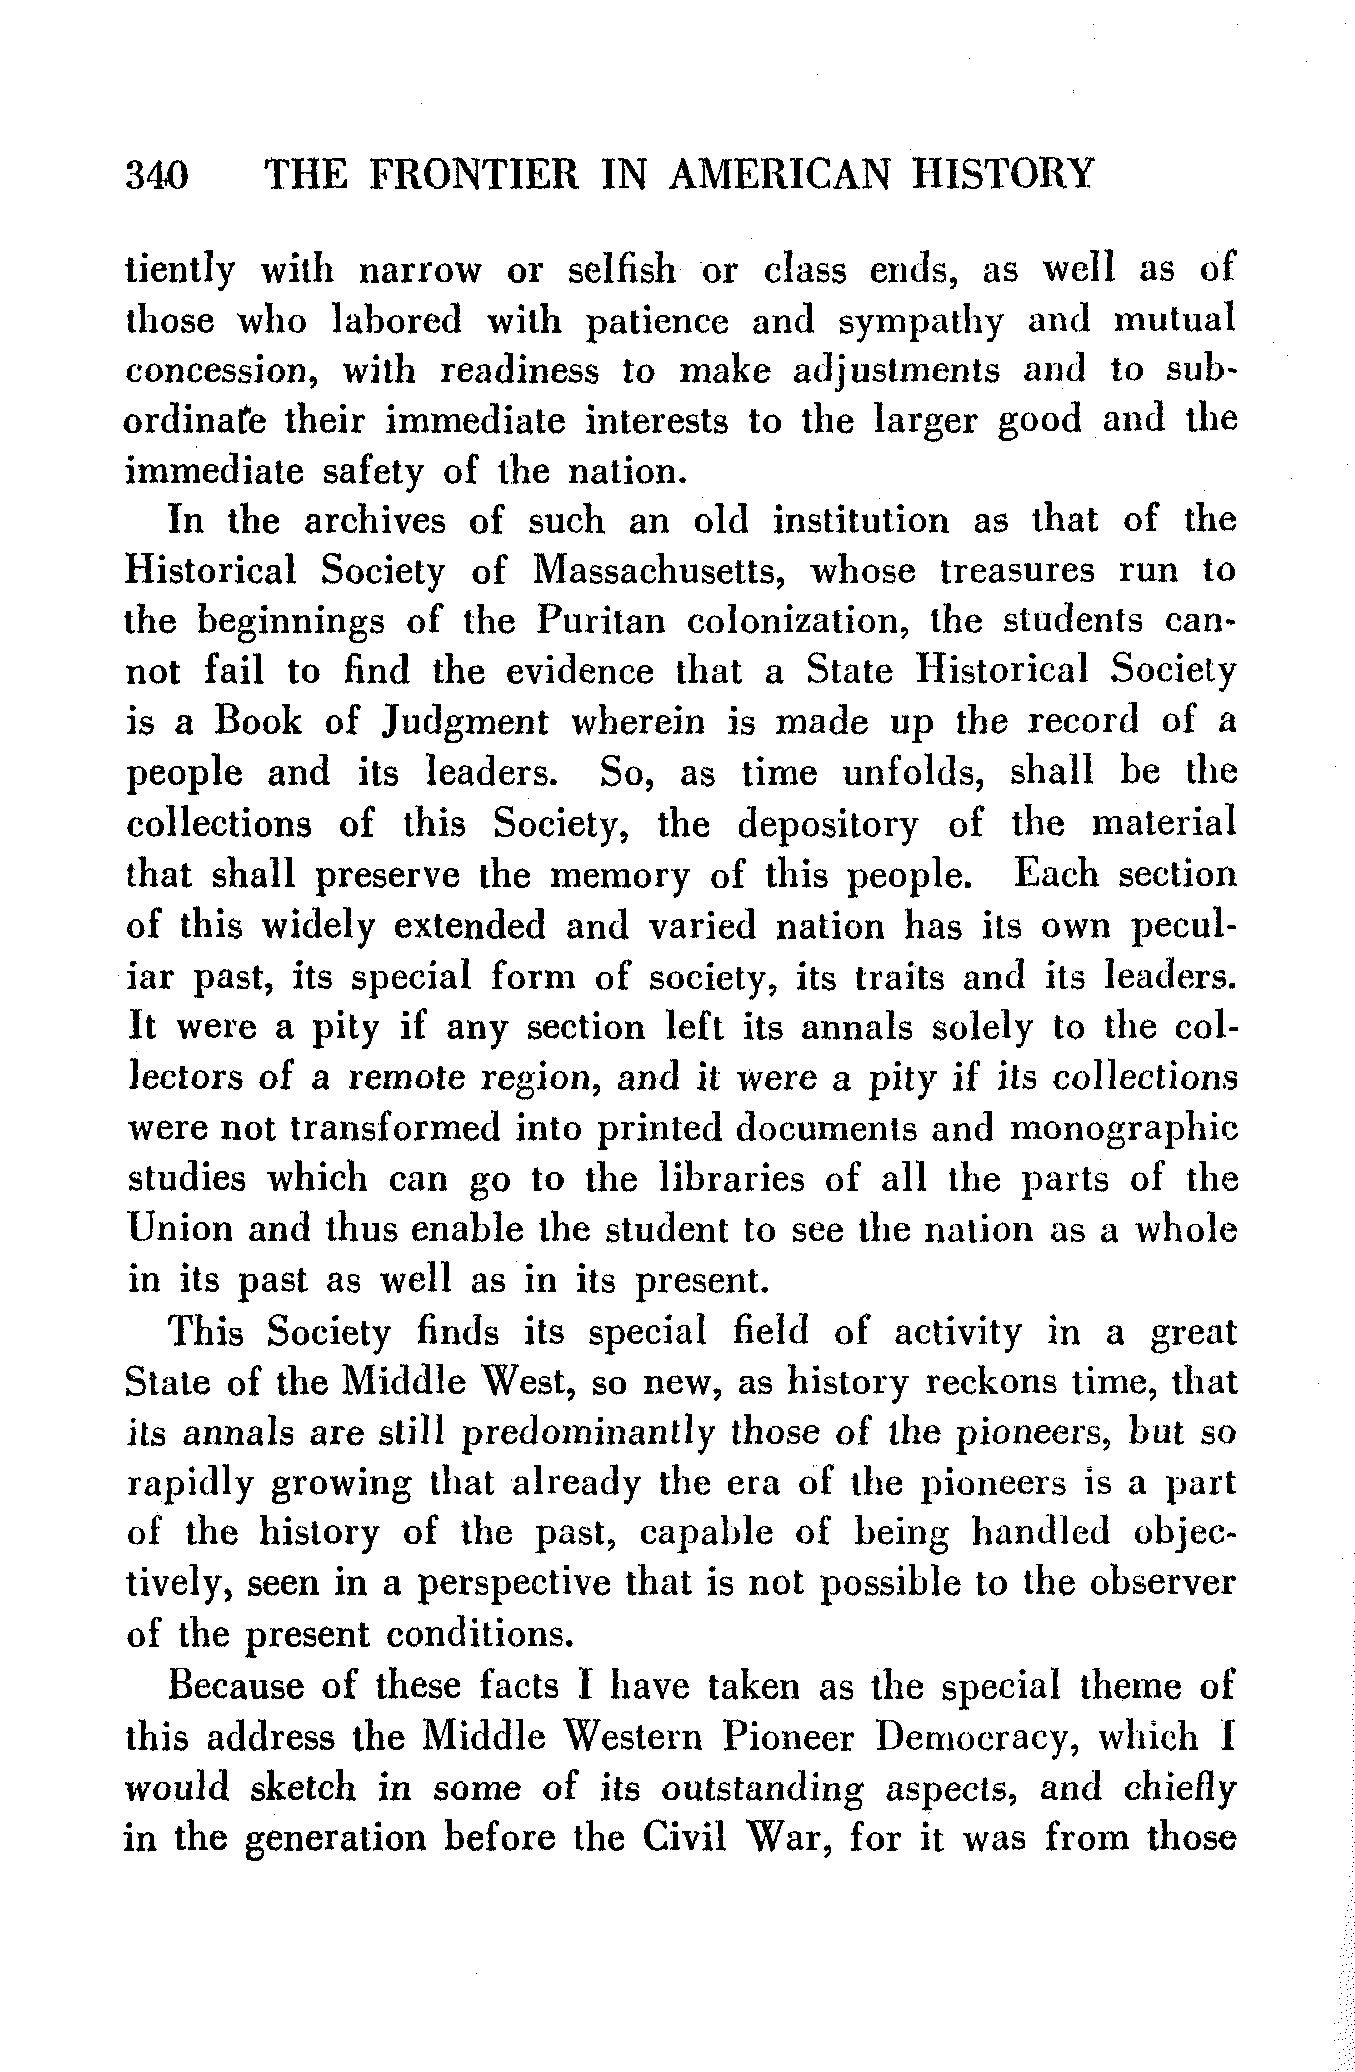 340 THE FRONTIER IN AMERICAN HISTORY
tiently with narrow or selfish or class ends, as well as of
those who labored with patience and sympathy and mutual
concession, with readiness to make adjustments and to sub-
ordinate their immediate interests to the larger good and the
immediate safety of the nation.
In the archives of such an old institution as that of the
Historical Society of Massachusetts, whose treasures run to
the beginnings of the Puritan colonization, the students can-
not fail to find the evidence that a State Historical Society
is a Book of Judgment wherein is made up the record of a
people and its leaders. So, as time unfolds, shall be the
collections of this Society, the depository of the material
that shall preserve the memory of this people. Each section
of this widely extended and varied nation has its own pecul-
iar past, its special form of society, its traits and its leaders.
It were a pity if any section left its annals solely to the col-
lectors of a remote region, and it were a pity if its collections
were not transformed into printed documents and monographic
studies which can go to the libraries of all the parts of the
Union and thus enable the student to see the nation as a whole
in its past as well as in its present.
This Society finds its special field of activity in a great
State of the Middle West, so new, as history reckons time, that
its annals are still predominantly those of the pioneers, but so
rapidly growing that already the era of the pioneers is a part
of the history of the past, capable of being handled objec-
tively, seen in a perspective that is not possible to the observer
of the present conditions.
Because of these facts I have taken as the special theme of
this address the Middle Western Pioneer Democracy, which I
would sketch in some of its outstanding aspects, and chiefly
in the generation before the Civil War, for it was from those